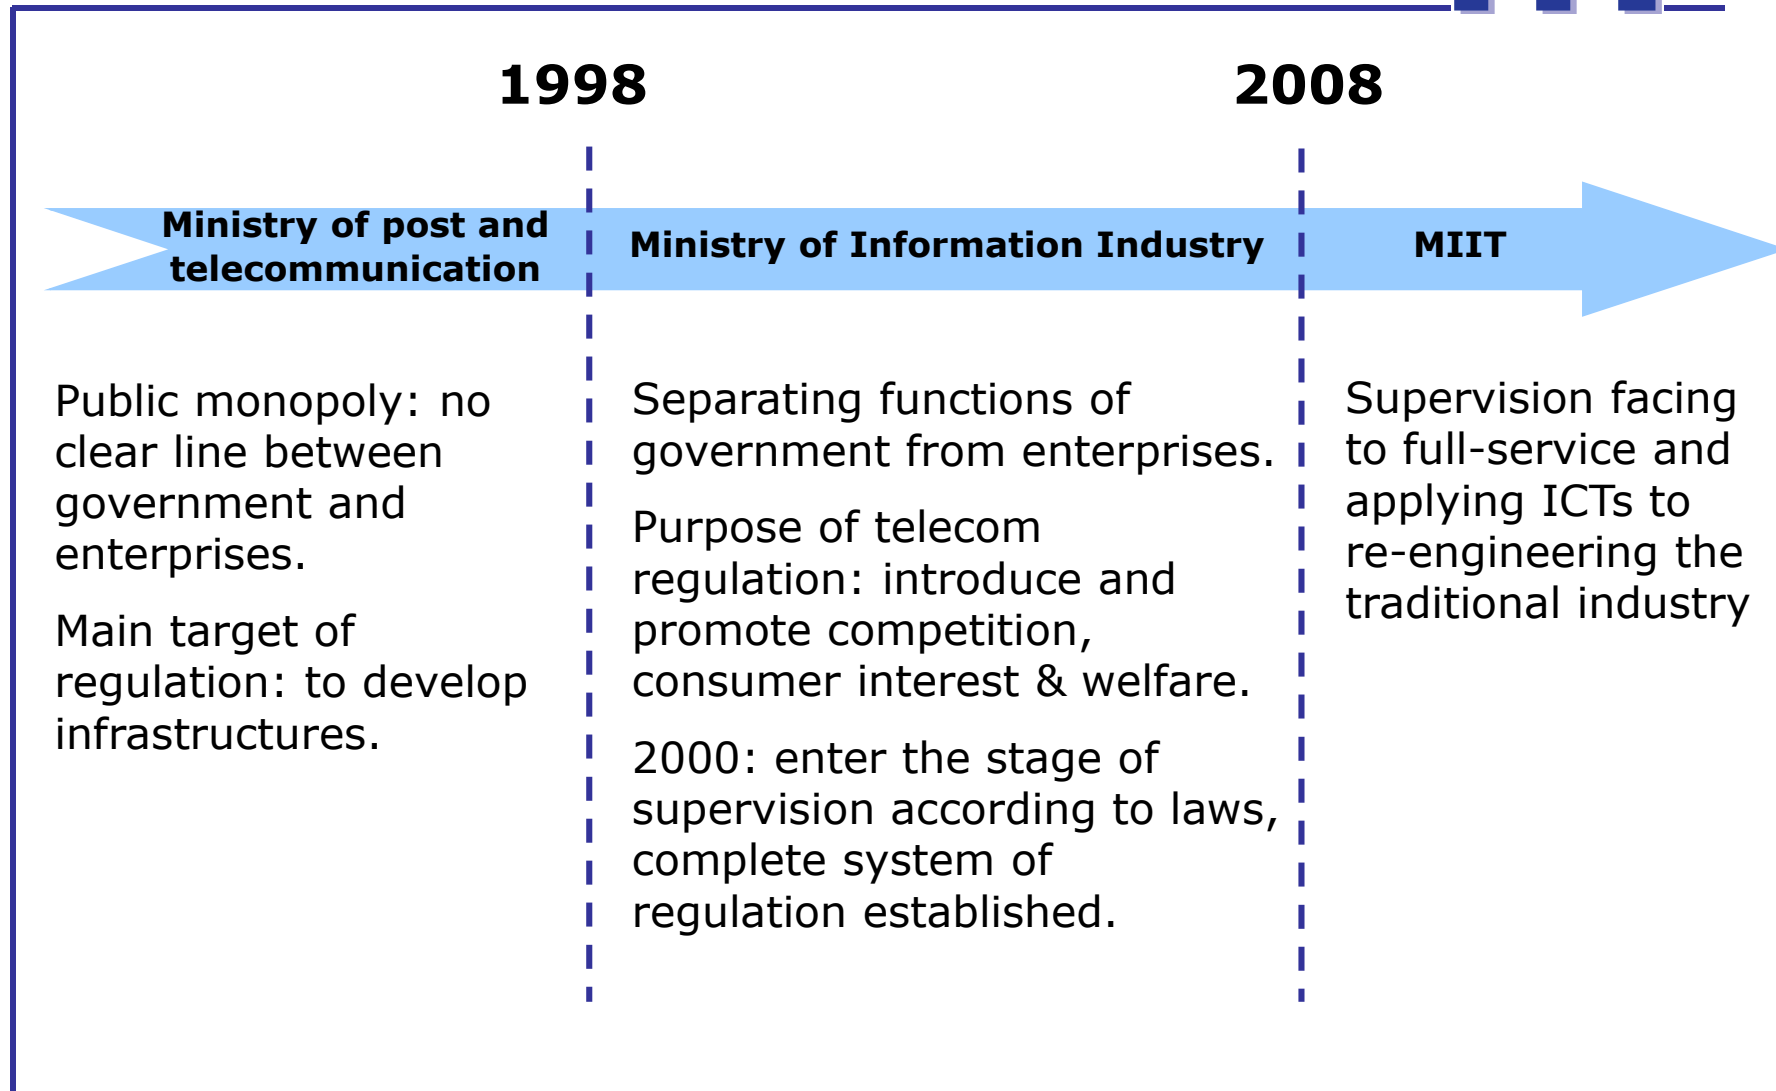 1998
2008
Ministry of post and
telecommunication
Ministry of Information Industry
MIIT
Public monopoly: no
clear line between
government and
enterprises.
Main target of
regulation: to develop
infrastructures.
Separating functions of
government from enterprises.
Purpose of telecom
regulation: introduce and
promote competition,
consumer interest & welfare.
2000: enter the stage of
supervision according to laws,
complete system of
regulation established.
Supervision facing
to full-service and
applying ICTs to
re-engineering the
traditional industry